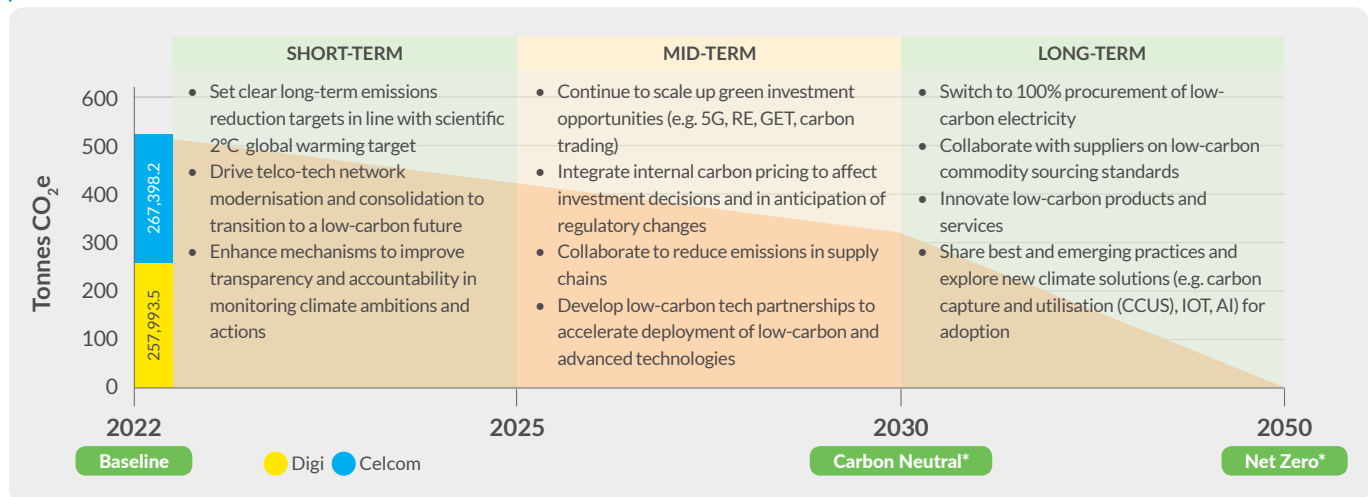 SHORT-TERM
MID-TERM
LONG-TERM
• Set clear long-term emissions
reduction targets in line with scientific
2°C global warming target
• Drive telco-tech network
modernisation and consolidation to
transition to a low-carbon future
• Enhance mechanisms to improve
transparency and accountability in
monitoring climate ambitions and
actions
• Continue to scale up green investment
opportunities (e.g. 5G, RE, GET, carbon
trading)
• Integrate internal carbon pricing to affect
investment decisions and in anticipation of
regulatory changes
• Collaborate to reduce emissions in supply
chains
• Develop low-carbon tech partnerships to
accelerate deployment of low-carbon and
advanced technologies
• Switch to 100% procurement of low-
carbon electricity
• Collaborate with suppliers on low-carbon
commodity sourcing standards
• Innovate low-carbon products and
services
• Share best and emerging practices and
explore new climate solutions (e.g. carbon
capture and utilisation (CCUS), IOT, AI) for
adoption
Tonnes CO₂e
600
500
400
300
200
100
0
267,398.2
257,993.5
2022
2025
2030
2050
Baseline
Digi
Celcom
Carbon Neutral*
Net Zero*